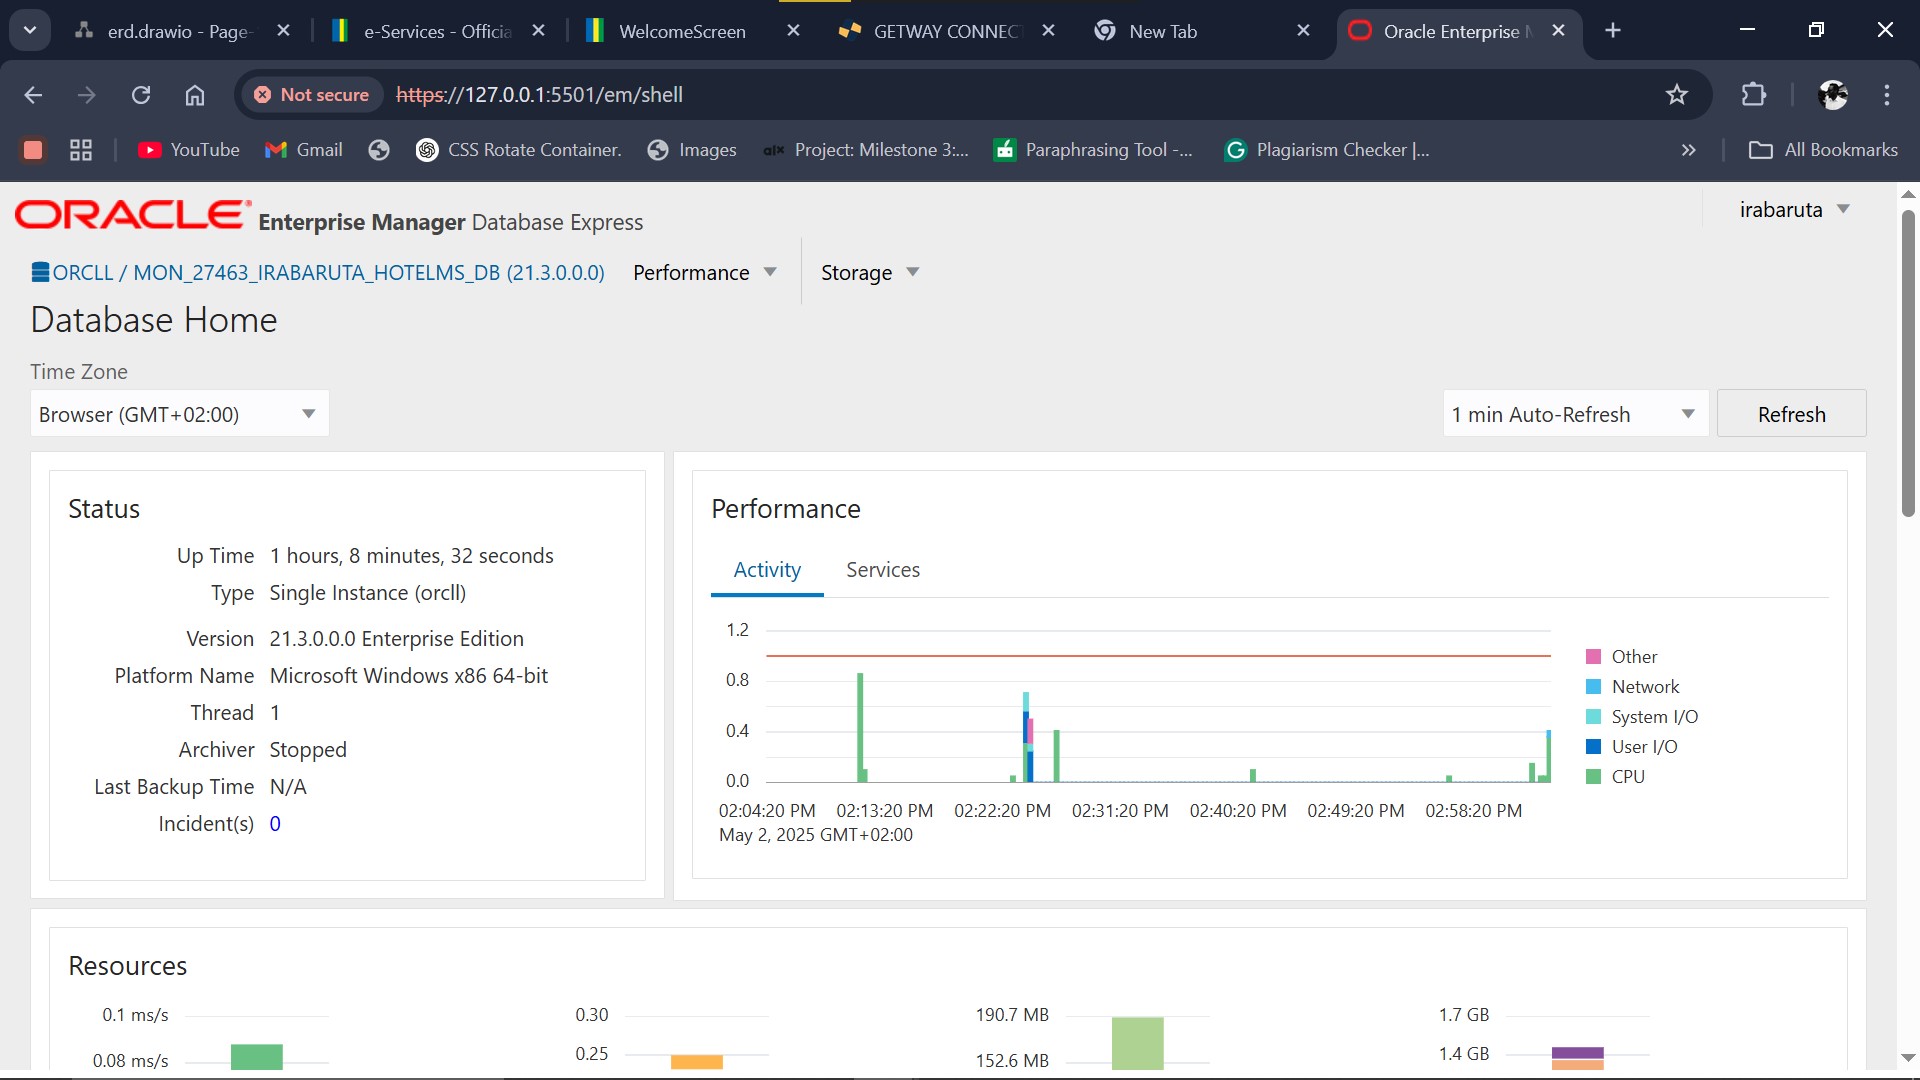 erd.drawio - Page-
e-Services - Officia
WelcomeScreen
GETWAY CONNECT
New Tab
Oracle Enterprise M
Not secure
https://127.0.0.1:5501/em/shell
YouTube
Gmail
CSS Rotate Container.
Images
alx
Project: Milestone 3:...
Paraphrasing Tool -...
Plagiarism Checker |...
All Bookmarks
ORACLE Enterprise Manager Database Express
irabaruta
ORCLL / MON_27463_IRABARUTA_HOTELMS_DB (21.3.0.0.0)
Performance
Storage
Database Home
Time Zone
Browser (GMT+02:00)
1 min Auto-Refresh
Refresh
Status
Up Time 1 hours, 8 minutes, 32 seconds
Type Single Instance (orcll)
Version 21.3.0.0.0 Enterprise Edition
Platform Name Microsoft Windows x86 64-bit
Thread 1
Archiver Stopped
Last Backup Time N/A
Incident(s) 0
Performance
Activity
Services
1.2
0.8
0.4
0.0
02:04:20 PM 02:13:20 PM 02:22:20 PM 02:31:20 PM 02:40:20 PM 02:49:20 PM 02:58:20 PM
May 2, 2025 GMT+02:00
Other
Network
System I/O
User I/O
CPU
Resources
0.1 ms/s
0.08 ms/s
0.30
0.25
190.7 MB
152.6 MB
1.7 GB
1.4 GB